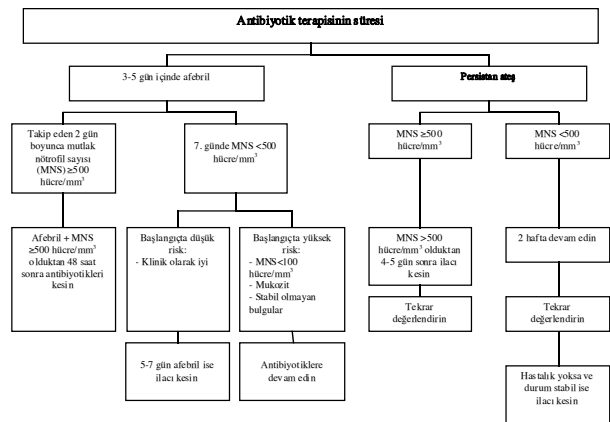 Antibiyotik terapisinin süresi
3-5 gün içinde afebril
Persistan ateş
Takip eden 2 gün
boyunca mutlak
nötrofil sayısı
(MNS) ≥500
hücre/mm³
7. günde MNS <500
hücre/mm³
MNS ≥500
hücre/mm³
MNS <500
hücre/mm³
Afebril + MNS
≥500 hücre/mm³
olduktan 48 saat
sonra antibiyotikleri
kesin
Başlangıçta düşük
risk:
- Klinik olarak iyi
Başlangıçta yüksek
risk:
- MNS<100
hücre/mm³
- Mukozit
- Stabil olmayan
bulgular
MNS >500
hücre/mm³ olduktan
4-5 gün sonra ilacı
kesin
2 hafta devam edin
Tekrar
değerlendirin
Tekrar
değerlendirin
5-7 gün afebril ise
ilacı kesin
Antibiyotiklere
devam edin
Hastalık yoksa ve
durum stabil ise
ilacı kesin